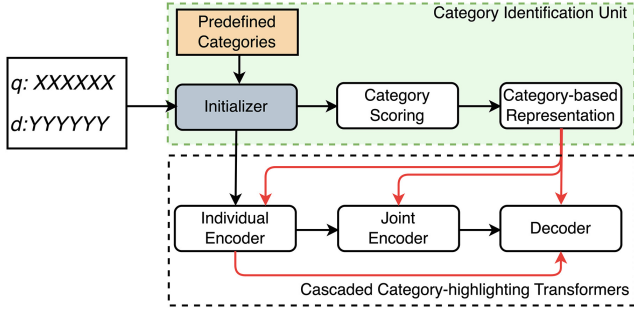 Category Identification Unit
Predefined
Categories
q: XXXXXX
d:YYYYYY
Initializer
Category
Scoring
Category-based
Representation
Individual
Encoder
Joint
Encoder
Decoder
Cascaded Category-highlighting Transformers